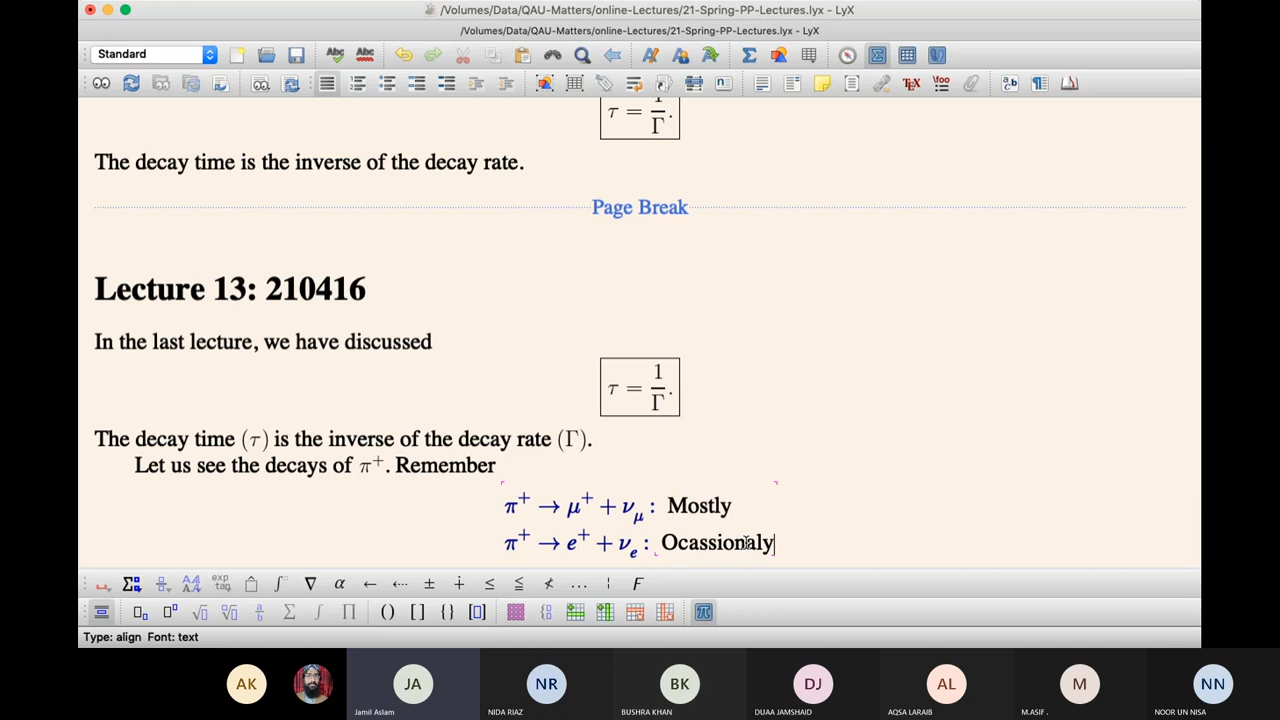 /Volumes/Data/QAU-Matters/online-Lectures/21-Spring-PP-Lectures.lyx - LyX
/Volumes/Data/QAU-Matters/online-Lectures/21-Spring-PP-Lectures.lyx - LyX
Standard
τ = 1/Γ.
The decay time is the inverse of the decay rate.
Page Break
Lecture 13: 210416
In the last lecture, we have discussed
τ = 1/Γ.
The decay time (τ) is the inverse of the decay rate (Γ).
Let us see the decays of π⁺. Remember
π⁺ → μ⁺ + ν_μ : Mostly
π⁺ → e⁺ + ν_e : Ocassionaly
Type: align Font: text
AK JA NR BK DJ AL M NN
Jamil Aslam NIDA RIAZ BUSHRA KHAN DUAA JAMSHAID AQSA LARAIB M.ASIF . NOOR UN NISA